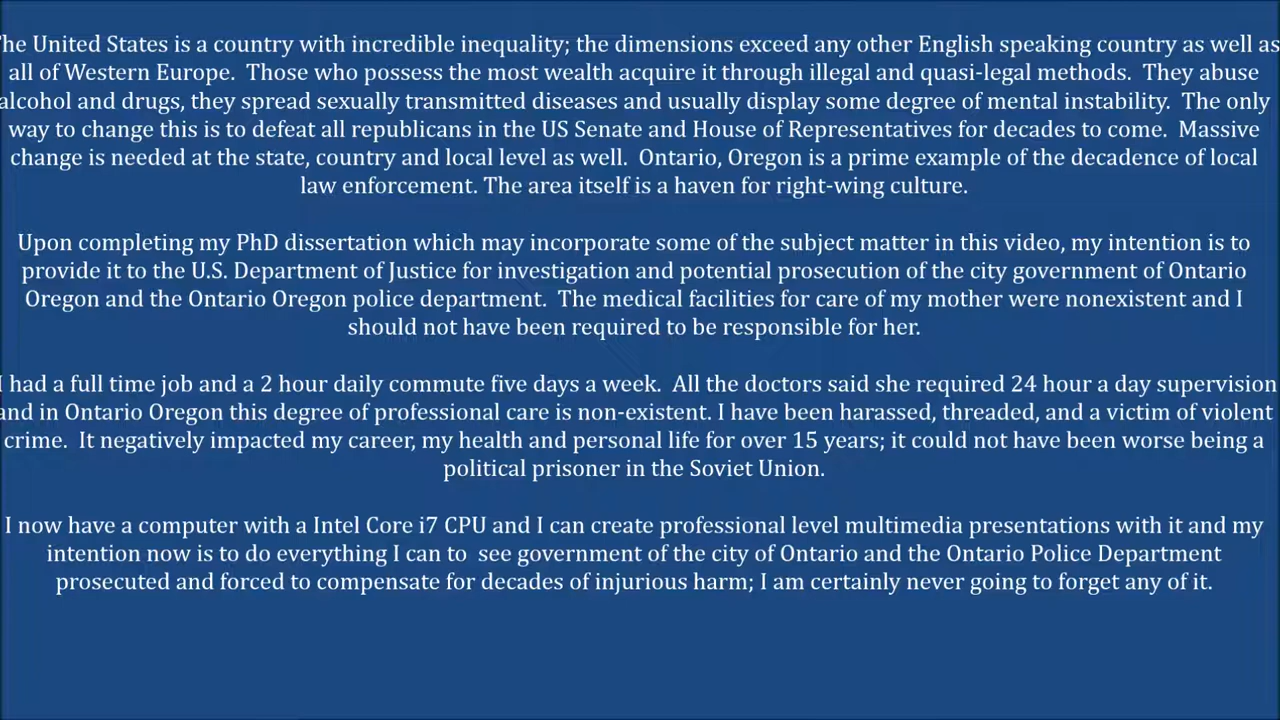 he United States is a country with incredible inequality; the dimensions exceed any other English speaking country as well as
all of Western Europe.  Those who possess the most wealth acquire it through illegal and quasi-legal methods.  They abuse
alcohol and drugs, they spread sexually transmitted diseases and usually display some degree of mental instability.  The only
way to change this is to defeat all republicans in the US Senate and House of Representatives for decades to come.  Massive
change is needed at the state, country and local level as well.  Ontario, Oregon is a prime example of the decadence of local
law enforcement. The area itself is a haven for right-wing culture.
Upon completing my PhD dissertation which may incorporate some of the subject matter in this video, my intention is to
provide it to the U.S. Department of Justice for investigation and potential prosecution of the city government of Ontario
Oregon and the Ontario Oregon police department.  The medical facilities for care of my mother were nonexistent and I
should not have been required to be responsible for her.
I had a full time job and a 2 hour daily commute five days a week.  All the doctors said she required 24 hour a day supervision
and in Ontario Oregon this degree of professional care is non-existent. I have been harassed, threaded, and a victim of violent
crime.  It negatively impacted my career, my health and personal life for over 15 years; it could not have been worse being a
political prisoner in the Soviet Union.
I now have a computer with a Intel Core i7 CPU and I can create professional level multimedia presentations with it and my
intention now is to do everything I can to  see government of the city of Ontario and the Ontario Police Department
prosecuted and forced to compensate for decades of injurious harm; I am certainly never going to forget any of it.